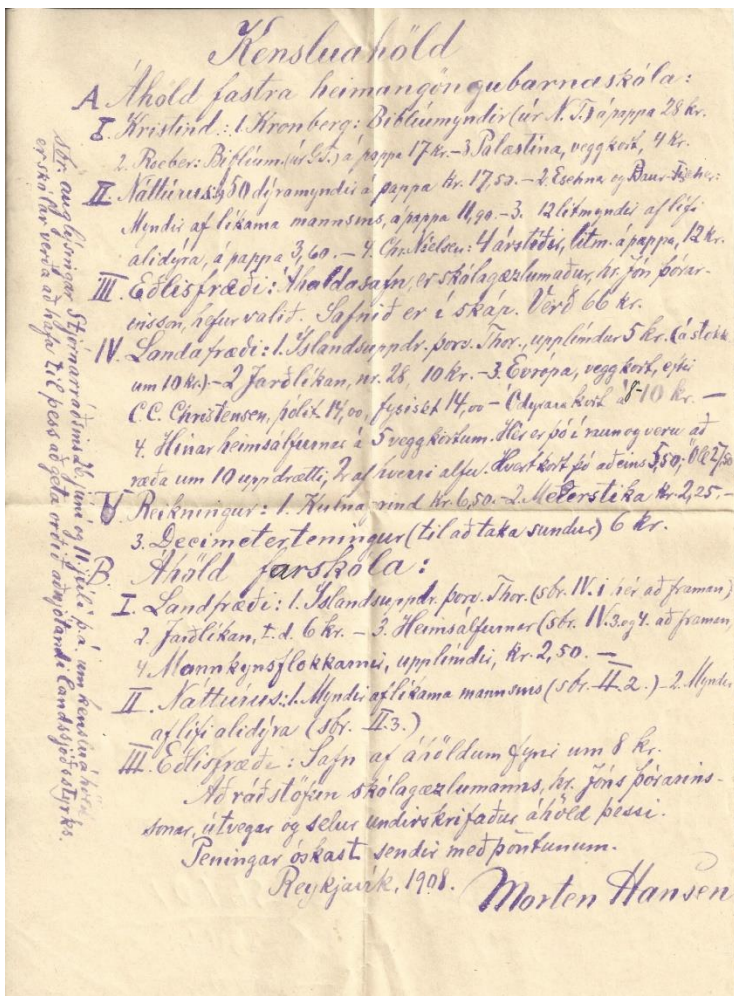 Kensluahöld
A Áhöld fastra heimangöngubarnaskóla:
I. Kristind.: 1. Kronberg: Biblíumyndir (úr N. T.) á pappa 28 kr.
2. Roeber: Biblíum. (úr G.T.) á pappa 17 kr. – 3 Palæstina, veggkort, 4 kr.
II. Náttúrus.: 50 dýramyndir á pappa kr. 17,50. – 2. Eschna og
Myndir af líkama mannsins, á pappa 11,90 – 3. 12 litmyndir af lífi
alidýra, á pappa 3,60. – 4. Chr. Nielsen: 4 árstíðir, litm. á pappa, 12 kr.
III. Eðlisfræði: Áhaldasafn, er skólagæzlumaður, hr. Jón Þórar-
insson, hefur valið. Safnið er í skáp. Verð 66 kr.
IV. Landafræði: 1. Íslandsuppdr. Þorv. Thor., upplímdur 5 kr. (á stokk
um 10 kr.) – 2 Jarðlíkan, nr. 28, 10 kr. – 3. Evrópa, veggkort, eftir
C.C. Christensen, pólit. 14,00, fysiskt 14,00 – Ódýrara kort á 8-10 kr. –
4. Hinar heimsálfurnar á 5 veggkortum. Hér er þó í raun og veru að
ræða um 10 uppdrætti, 2 af hverri álfu. Hvert kort þó aðeins 5,50; Öll 27,50
V. Reikningur: 1. Kulnagrind kr. 6,50. – 2. Meterstika kr. 2,25. –
3. Decimeterteningur (til að taka sundur) 6 kr.
B. Áhöld farskóla:
I. Landfræði: 1. Íslandsuppdr. Þorv. Thor. (sbr. IV. 1 hér að framan)
2. Jarðlíkan, t.d. 6 kr. – 3. Heimsálfurnar (sbr. IV. 3. og 4. að framan,
4 Mannkynsflokkarnir, upplímdir, kr. 2,50. –
II. Náttúrus.: 1. Myndir af líkama mannsins (sbr. II. 2.) – 2. Myndir
af lífi alidýra (sbr. II. 3.)
III. Eðlisfræði: Safn af áhöldum fyrir um 8 kr.
Að ráðstöfun skólagæzlumanns, hr. Jóns Þórarins-
sonar, útvegar og selur undirskrifaður áhöld þessi.
Peningar óskast sendir með pöntunum.
Reykjavík, 1908.
Morten Hansen
sbr. auglýsingar Stjórnarráðsins 26. júní og 11. júlí þ.á. um kensluáhöld
er skólar verða að hafa til þess að geta orðið aðnjótandi Landssjóðsstyrks.